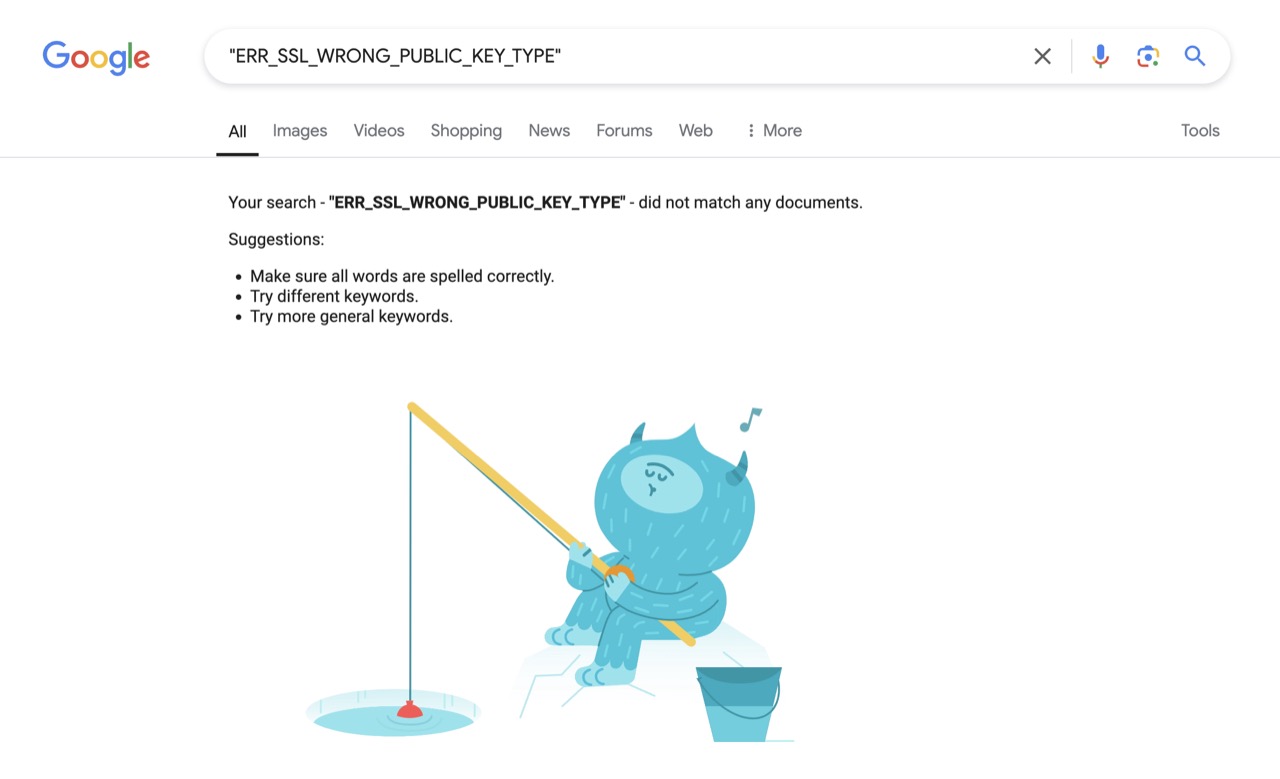 Google
"ERR_SSL_WRONG_PUBLIC_KEY_TYPE"
All Images Videos Shopping News Forums Web More Tools
Your search - "ERR_SSL_WRONG_PUBLIC_KEY_TYPE" - did not match any documents.
Suggestions:
Make sure all words are spelled correctly.
Try different keywords.
Try more general keywords.